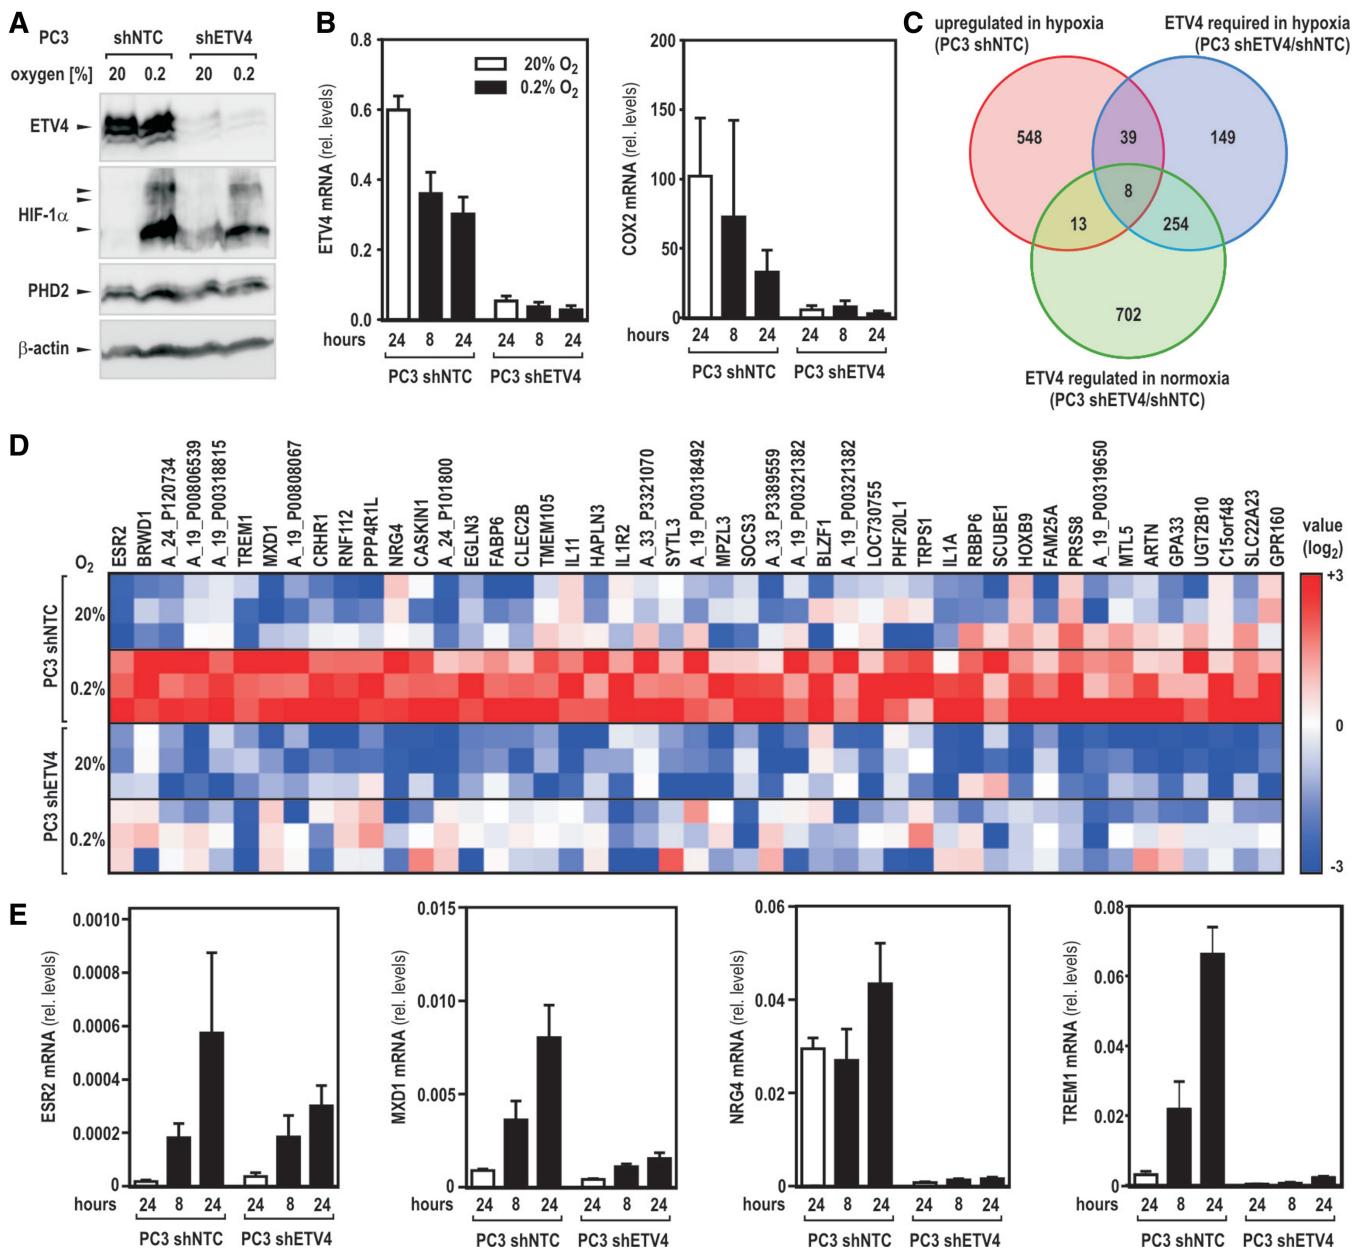 A
PC3 shNTC shETV4
oxygen [%] 20 0.2 20 0.2
ETV4
HIF-1α
PHD2
β-actin
B
ETV4 mRNA (rel. levels)
0.8
0.6
0.4
0.2
0.0
20% O2
0.2% O2
hours 24 8 24 24 8 24
PC3 shNTC PC3 shETV4
COX2 mRNA (rel. levels)
200
150
100
50
0
hours 24 8 24 24 8 24
PC3 shNTC PC3 shETV4
C
upregulated in hypoxia
(PC3 shNTC)
ETV4 required in hypoxia
(PC3 shETV4/shNTC)
548 39 149
8
13 254
702
ETV4 regulated in normoxia
(PC3 shETV4/shNTC)
D
O2
ESR2
BRWD1
A_24_P120734
A_19_P00806539
A_19_P00318815
TREM1
MXD1
A_19_P00808067
CRHR1
RNF112
PPP4R1L
NRG4
CASKIN1
A_24_P101800
EGLN3
FABP6
CLEC2B
TMEM105
IL11
HAPLN3
IL1R2
A_33_P3321070
SYTL3
A_19_P00318492
MPZL3
SOCS3
A_33_P3389559
A_19_P00321382
BLZF1
A_19_P00321382
LOC730755
PHF20L1
TRPS1
IL1A
RBBP6
SCUBE1
HOXB9
FAM25A
PRSS8
A_19_P00319650
MTL5
ARTN
GPA33
UGT2B10
C15orf48
SLC22A23
GPR160
PC3 shNTC
20%
0.2%
PC3 shETV4
20%
0.2%
value
(log2)
+3
0
-3
E
ESR2 mRNA (rel. levels)
0.0010
0.0008
0.0006
0.0004
0.0002
0
hours 24 8 24 24 8 24
PC3 shNTC PC3 shETV4
MXD1 mRNA (rel. levels)
0.015
0.010
0.005
0
hours 24 8 24 24 8 24
PC3 shNTC PC3 shETV4
NRG4 mRNA (rel. levels)
0.06
0.04
0.02
0
hours 24 8 24 24 8 24
PC3 shNTC PC3 shETV4
TREM1 mRNA (rel. levels)
0.08
0.06
0.04
0.02
0
hours 24 8 24 24 8 24
PC3 shNTC PC3 shETV4